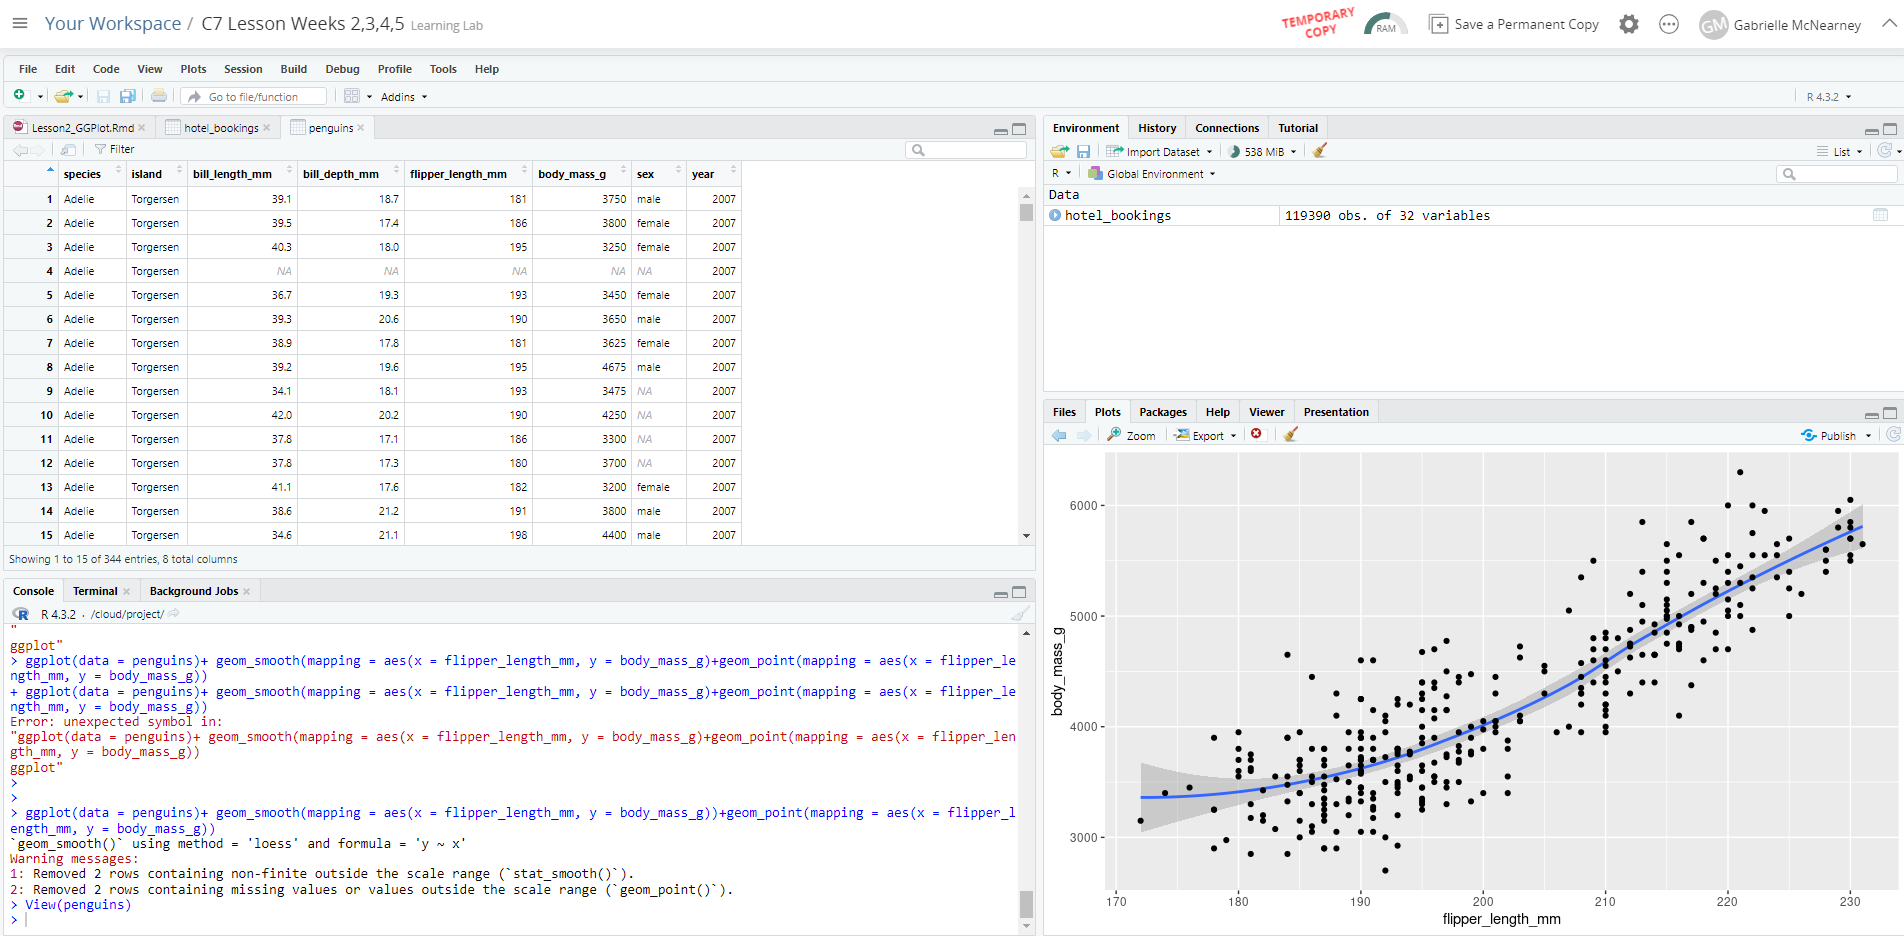 Your Workspace / C7 Lesson Weeks 2,3,4,5 Learning Lab
TEMPORARY COPY
RAM
Save a Permanent Copy
GM
Gabrielle McNearney
File Edit Code View Plots Session Build Debug Profile Tools Help
Go to file/function
Addins
R 4.3.2
Lesson2_GGPlot.Rmd
hotel_bookings
penguins
Filter
species island bill_length_mm bill_depth_mm flipper_length_mm body_mass_g sex year
1 Adelie Torgersen 39.1 18.7 181 3750 male 2007
2 Adelie Torgersen 39.5 17.4 186 3800 female 2007
3 Adelie Torgersen 40.3 18.0 195 3250 female 2007
4 Adelie Torgersen NA NA NA NA NA 2007
5 Adelie Torgersen 36.7 19.3 193 3450 female 2007
6 Adelie Torgersen 39.3 20.6 190 3650 male 2007
7 Adelie Torgersen 38.9 17.8 181 3625 female 2007
8 Adelie Torgersen 39.2 19.6 195 4675 male 2007
9 Adelie Torgersen 34.1 18.1 193 3475 NA 2007
10 Adelie Torgersen 42.0 20.2 190 4250 NA 2007
11 Adelie Torgersen 37.8 17.1 186 3300 NA 2007
12 Adelie Torgersen 37.8 17.3 180 3700 NA 2007
13 Adelie Torgersen 41.1 17.6 182 3200 female 2007
14 Adelie Torgersen 38.6 21.2 191 3800 male 2007
15 Adelie Torgersen 34.6 21.1 198 4400 male 2007
Showing 1 to 15 of 344 entries, 8 total columns
Console Terminal Background Jobs
R R 4.3.2 · /cloud/project/
"
ggplot"
> ggplot(data = penguins)+ geom_smooth(mapping = aes(x = flipper_length_mm, y = body_mass_g)+geom_point(mapping = aes(x = flipper_le
ngth_mm, y = body_mass_g))
+ ggplot(data = penguins)+ geom_smooth(mapping = aes(x = flipper_length_mm, y = body_mass_g)+geom_point(mapping = aes(x = flipper_le
ngth_mm, y = body_mass_g))
Error: unexpected symbol in:
"ggplot(data = penguins)+ geom_smooth(mapping = aes(x = flipper_length_mm, y = body_mass_g)+geom_point(mapping = aes(x = flipper_len
gth_mm, y = body_mass_g))
ggplot"
>
>
> ggplot(data = penguins)+ geom_smooth(mapping = aes(x = flipper_length_mm, y = body_mass_g))+geom_point(mapping = aes(x = flipper_l
ength_mm, y = body_mass_g))
`geom_smooth()` using method = 'loess' and formula = 'y ~ x'
Warning messages:
1: Removed 2 rows containing non-finite outside the scale range (`stat_smooth()`).
2: Removed 2 rows containing missing values or values outside the scale range (`geom_point()`).
> View(penguins)
>
Environment History Connections Tutorial
Import Dataset 538 MiB List
R Global Environment
Data
hotel_bookings 119390 obs. of 32 variables
Files Plots Packages Help Viewer Presentation
Zoom Export Publish
6000
5000
4000
3000
body_mass_g
170 180 190 200 210 220 230
flipper_length_mm